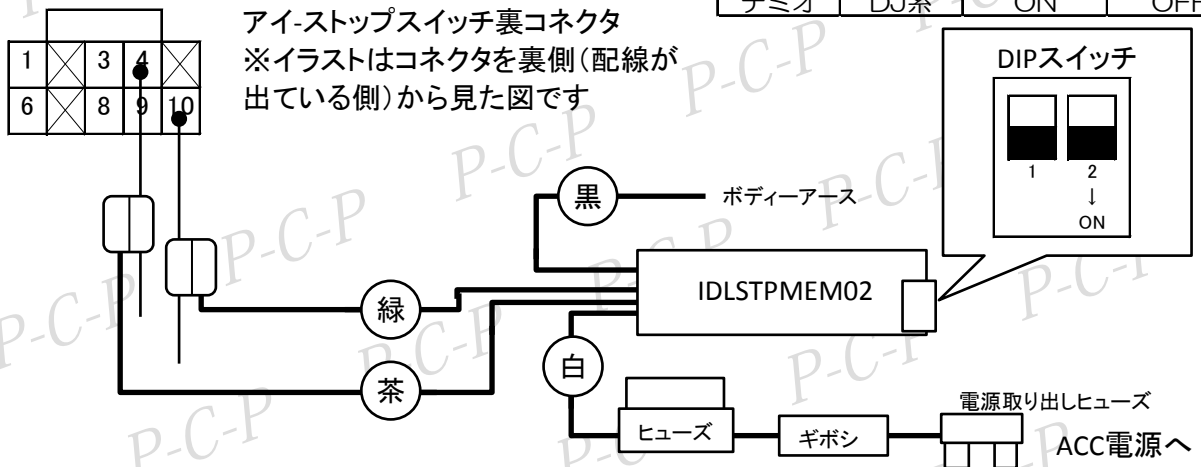 デミオ DJ系 ON OFF
アイ-ストップスイッチ裏コネクタ
※イラストはコネクタを裏側(配線が
出ている側)から見た図です
1 3 4
6 8 9 10
DIPスイッチ
1 2
↓
ON
黒
ボディーアース
IDLSTPMEM02
緑
茶
白
ヒューズ
ギボシ
電源取り出しヒューズ
ACC電源へ
P-C-P
P-C-P
P-C-P
P-C-P
P-C-P
P-C-P
P-C-P
P-C-P
P-C-P